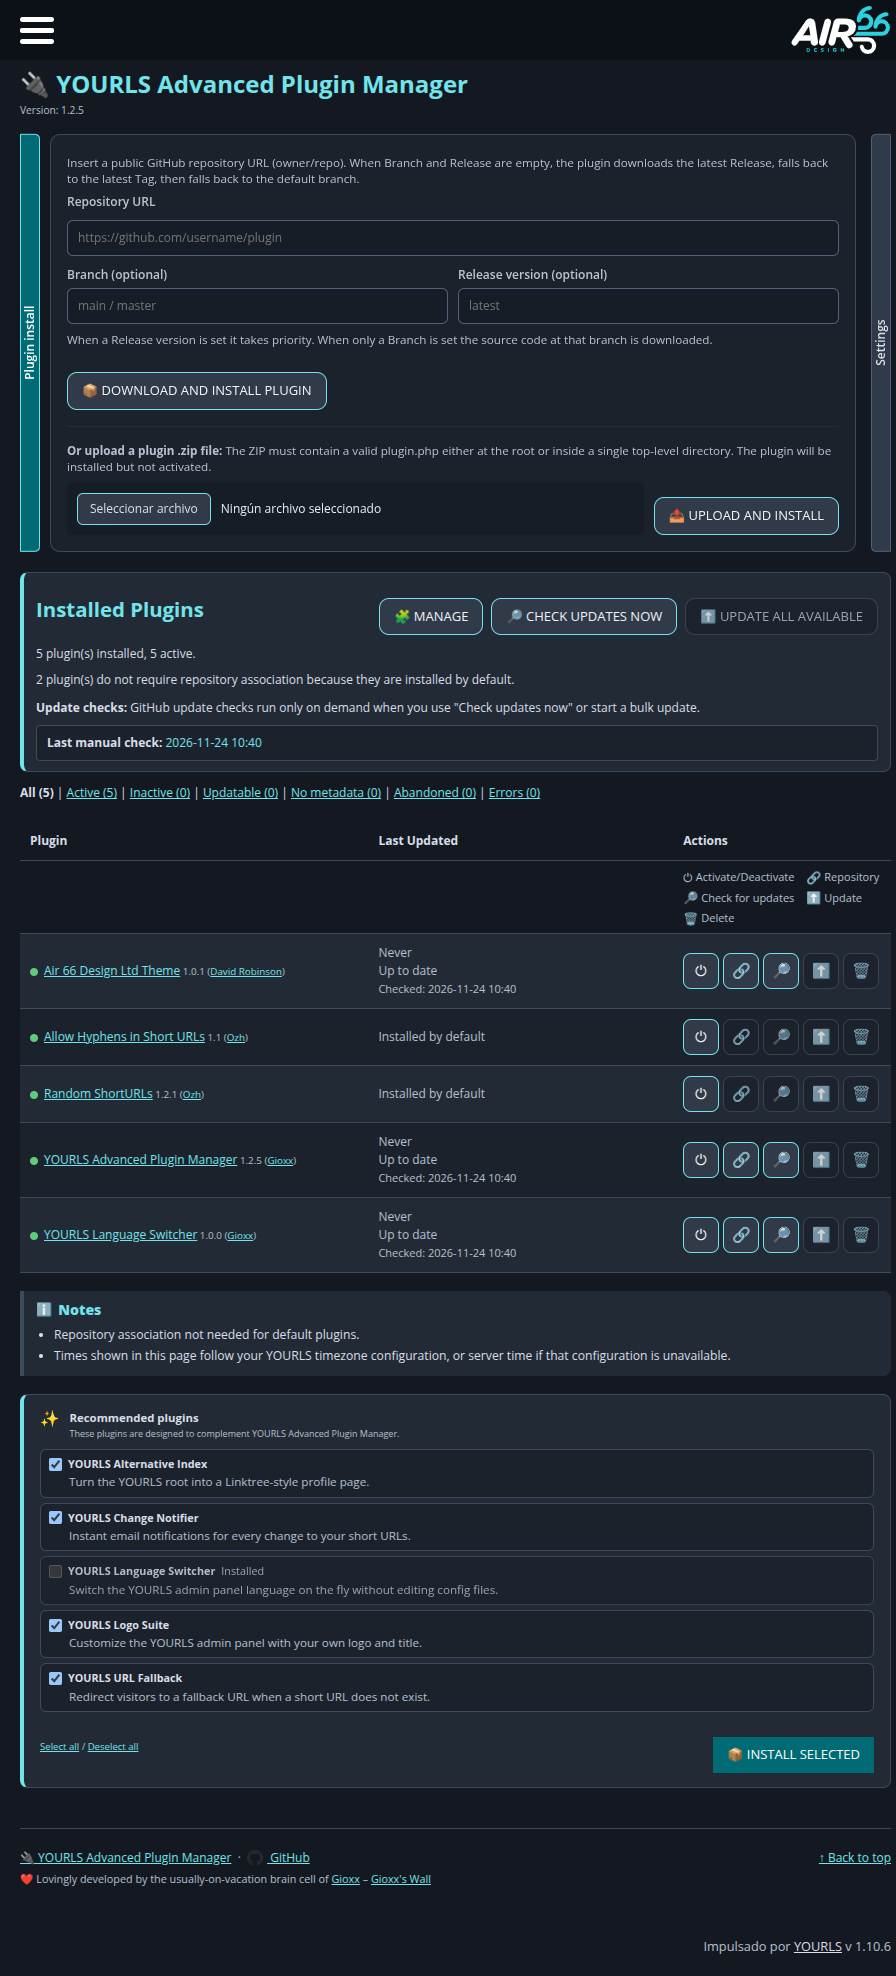 AIR66
DESIGN
YOURLS Advanced Plugin Manager
Version: 1.2.5
Plugin install
Insert a public GitHub repository URL (owner/repo). When Branch and Release are empty, the plugin downloads the latest Release, falls back
to the latest Tag, then falls back to the default branch.
Repository URL
https://github.com/username/plugin
Branch (optional) Release version (optional)
main / master latest
When a Release version is set it takes priority. When only a Branch is set the source code at that branch is downloaded.
DOWNLOAD AND INSTALL PLUGIN
Or upload a plugin .zip file: The ZIP must contain a valid plugin.php either at the root or inside a single top-level directory. The plugin will be
installed but not activated.
Seleccionar archivo Ningún archivo seleccionado UPLOAD AND INSTALL
Settings
Installed Plugins MANAGE CHECK UPDATES NOW UPDATE ALL AVAILABLE
5 plugin(s) installed, 5 active.
2 plugin(s) do not require repository association because they are installed by default.
Update checks: GitHub update checks run only on demand when you use "Check updates now" or start a bulk update.
Last manual check: 2026-11-24 10:40
All (5) | Active (5) | Inactive (0) | Updatable (0) | No metadata (0) | Abandoned (0) | Errors (0)
Plugin Last Updated Actions
Activate/Deactivate Repository
Check for updates Update
Delete
Never
Air 66 Design Ltd Theme 1.0.1 (David Robinson) Up to date
Checked: 2026-11-24 10:40
Allow Hyphens in Short URLs 1.1 (Ozh) Installed by default
Random ShortURLs 1.2.1 (Ozh) Installed by default
Never
YOURLS Advanced Plugin Manager 1.2.5 (Gioxx) Up to date
Checked: 2026-11-24 10:40
Never
YOURLS Language Switcher 1.0.0 (Gioxx) Up to date
Checked: 2026-11-24 10:40
Notes
• Repository association not needed for default plugins.
• Times shown in this page follow your YOURLS timezone configuration, or server time if that configuration is unavailable.
Recommended plugins
These plugins are designed to complement YOURLS Advanced Plugin Manager.
YOURLS Alternative Index
Turn the YOURLS root into a Linktree-style profile page.
YOURLS Change Notifier
Instant email notifications for every change to your short URLs.
YOURLS Language Switcher Installed
Switch the YOURLS admin panel language on the fly without editing config files.
YOURLS Logo Suite
Customize the YOURLS admin panel with your own logo and title.
YOURLS URL Fallback
Redirect visitors to a fallback URL when a short URL does not exist.
Select all / Deselect all INSTALL SELECTED
YOURLS Advanced Plugin Manager · GitHub ↑ Back to top
Lovingly developed by the usually-on-vacation brain cell of Gioxx – Gioxx's Wall
Impulsado por YOURLS v 1.10.6